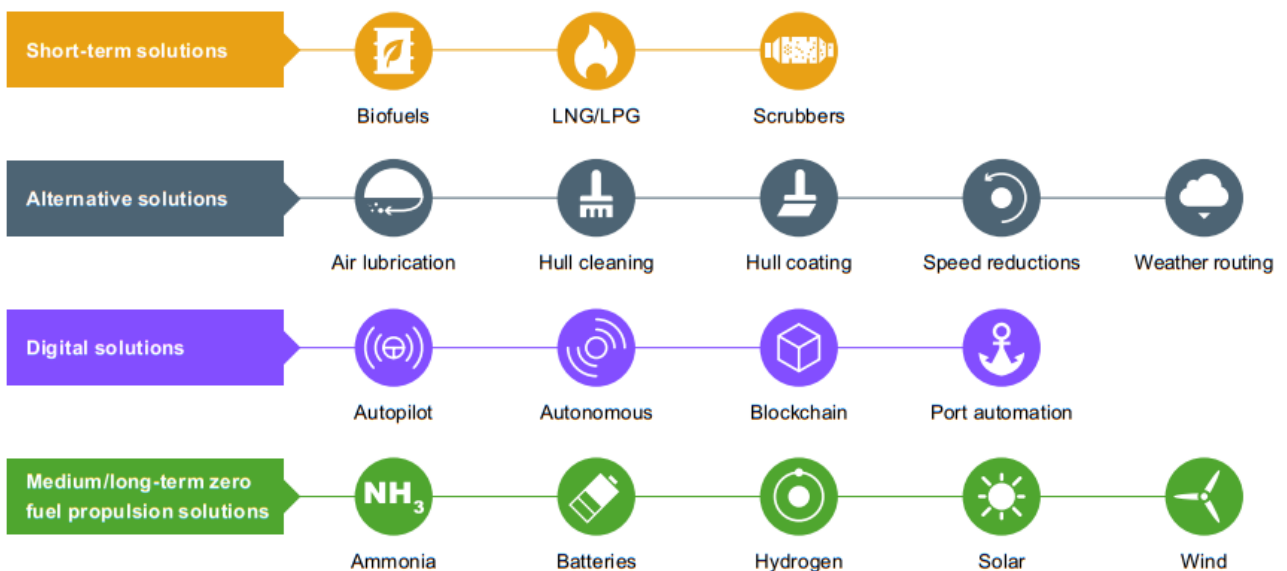 Short-term solutions
Biofuels
LNG/LPG
Scrubbers
Alternative solutions
Air lubrication
Hull cleaning
Hull coating
Speed reductions
Weather routing
Digital solutions
Autopilot
Autonomous
Blockchain
Port automation
Medium/long-term zero
fuel propulsion solutions
NH₃
Ammonia
Batteries
Hydrogen
Solar
Wind